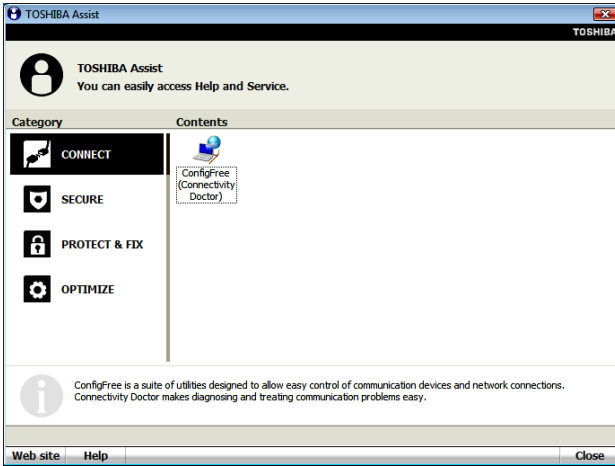 TOSHIBA Assist
TOSHIBA
TOSHIBA Assist
You can easily access Help and Service.
Category
Contents
CONNECT
SECURE
PROTECT & FIX
OPTIMIZE
ConfigFree
(Connectivity
Doctor)
ConfigFree is a suite of utilities designed to allow easy control of communication devices and network connections.
Connectivity Doctor makes diagnosing and treating communication problems easy.
Web site
Help
Close